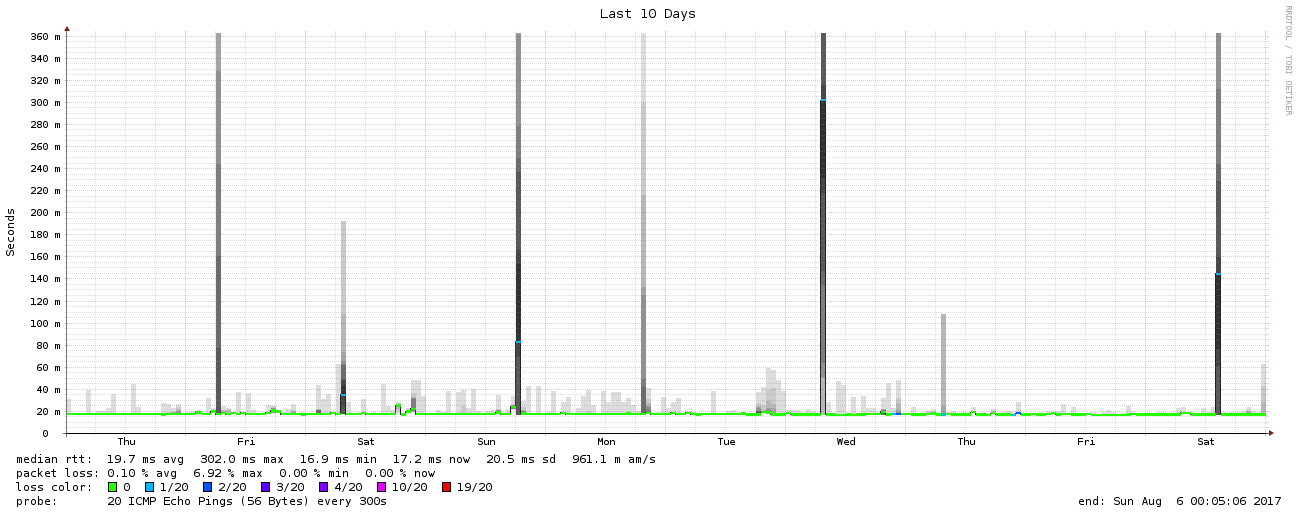 Last 10 Days
RRDTOOL / TOBI OETIKER
Seconds
360 m
340 m
320 m
300 m
280 m
260 m
240 m
220 m
200 m
180 m
160 m
140 m
120 m
100 m
80 m
60 m
40 m
20 m
0
Thu Fri Sat Sun Mon Tue Wed Thu Fri Sat
median rtt: 19.7 ms avg 302.0 ms max 16.9 ms min 17.2 ms now 20.5 ms sd 961.1 m am/s
packet loss: 0.10 % avg 6.92 % max 0.00 % min 0.00 % now
loss color: 0 1/20 2/20 3/20 4/20 10/20 19/20
probe: 20 ICMP Echo Pings (56 Bytes) every 300s end: Sun Aug 6 00:05:06 2017